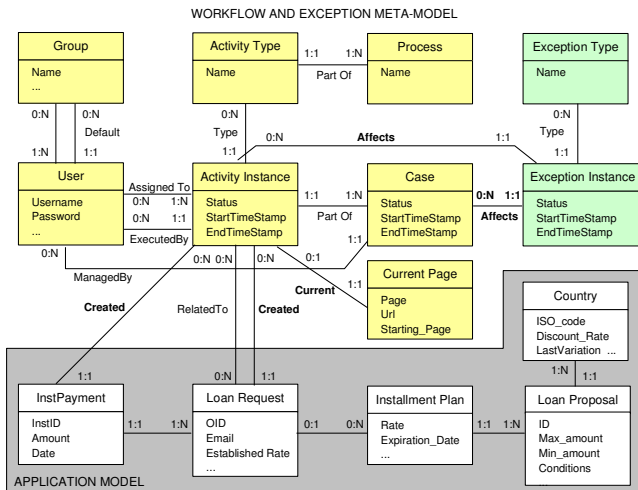 WORKFLOW AND EXCEPTION META-MODEL
Group
Name
...
Activity Type
Name
1:1
1:N
Part Of
Process
Name
Exception Type
Name
0:N
0:N
Default
1:N
1:1
0:N
Type
1:1
0:N
Affects
1:1
0:N
Type
1:1
User
Username
Password
...
Assigned To
0:N
1:N
0:N
1:1
ExecutedBy
Activity Instance
Status
StartTimeStamp
EndTimeStamp
1:1
1:N
Part Of
Case
Status
StartTimeStamp
EndTimeStamp
0:N
1:1
Affects
Exception Instance
Status
StartTimeStamp
EndTimeStamp
0:N
ManagedBy
0:N
0:N
0:N
0:1
1:1
Created
RelatedTo
Created
Current
1:1
Current Page
Page
Url
Starting_Page
Country
ISO_code
Discount_Rate
LastVariation ...
1:1
0:N
1:1
1:N
1:1
InstPayment
InstID
Amount
Date
1:1
1:N
Loan Request
OID
Email
Established Rate
...
0:1
0:N
Installment Plan
Rate
Expiration_Date
...
1:1
1:N
Loan Proposal
ID
Max_amount
Min_amount
Conditions
...
APPLICATION MODEL